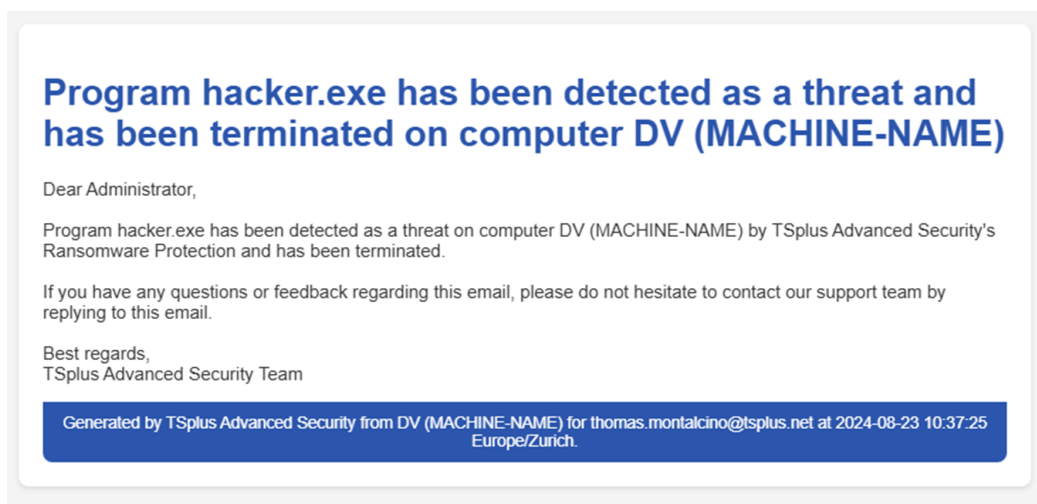 Program hacker.exe has been detected as a threat and
has been terminated on computer DV (MACHINE-NAME)
Dear Administrator,
Program hacker.exe has been detected as a threat on computer DV (MACHINE-NAME) by TSplus Advanced Security's
Ransomware Protection and has been terminated.
If you have any questions or feedback regarding this email, please do not hesitate to contact our support team by
replying to this email.
Best regards,
TSplus Advanced Security Team
Generated by TSplus Advanced Security from DV (MACHINE-NAME) for thomas.montalcino@tsplus.net at 2024-08-23 10:37:25
Europe/Zurich.